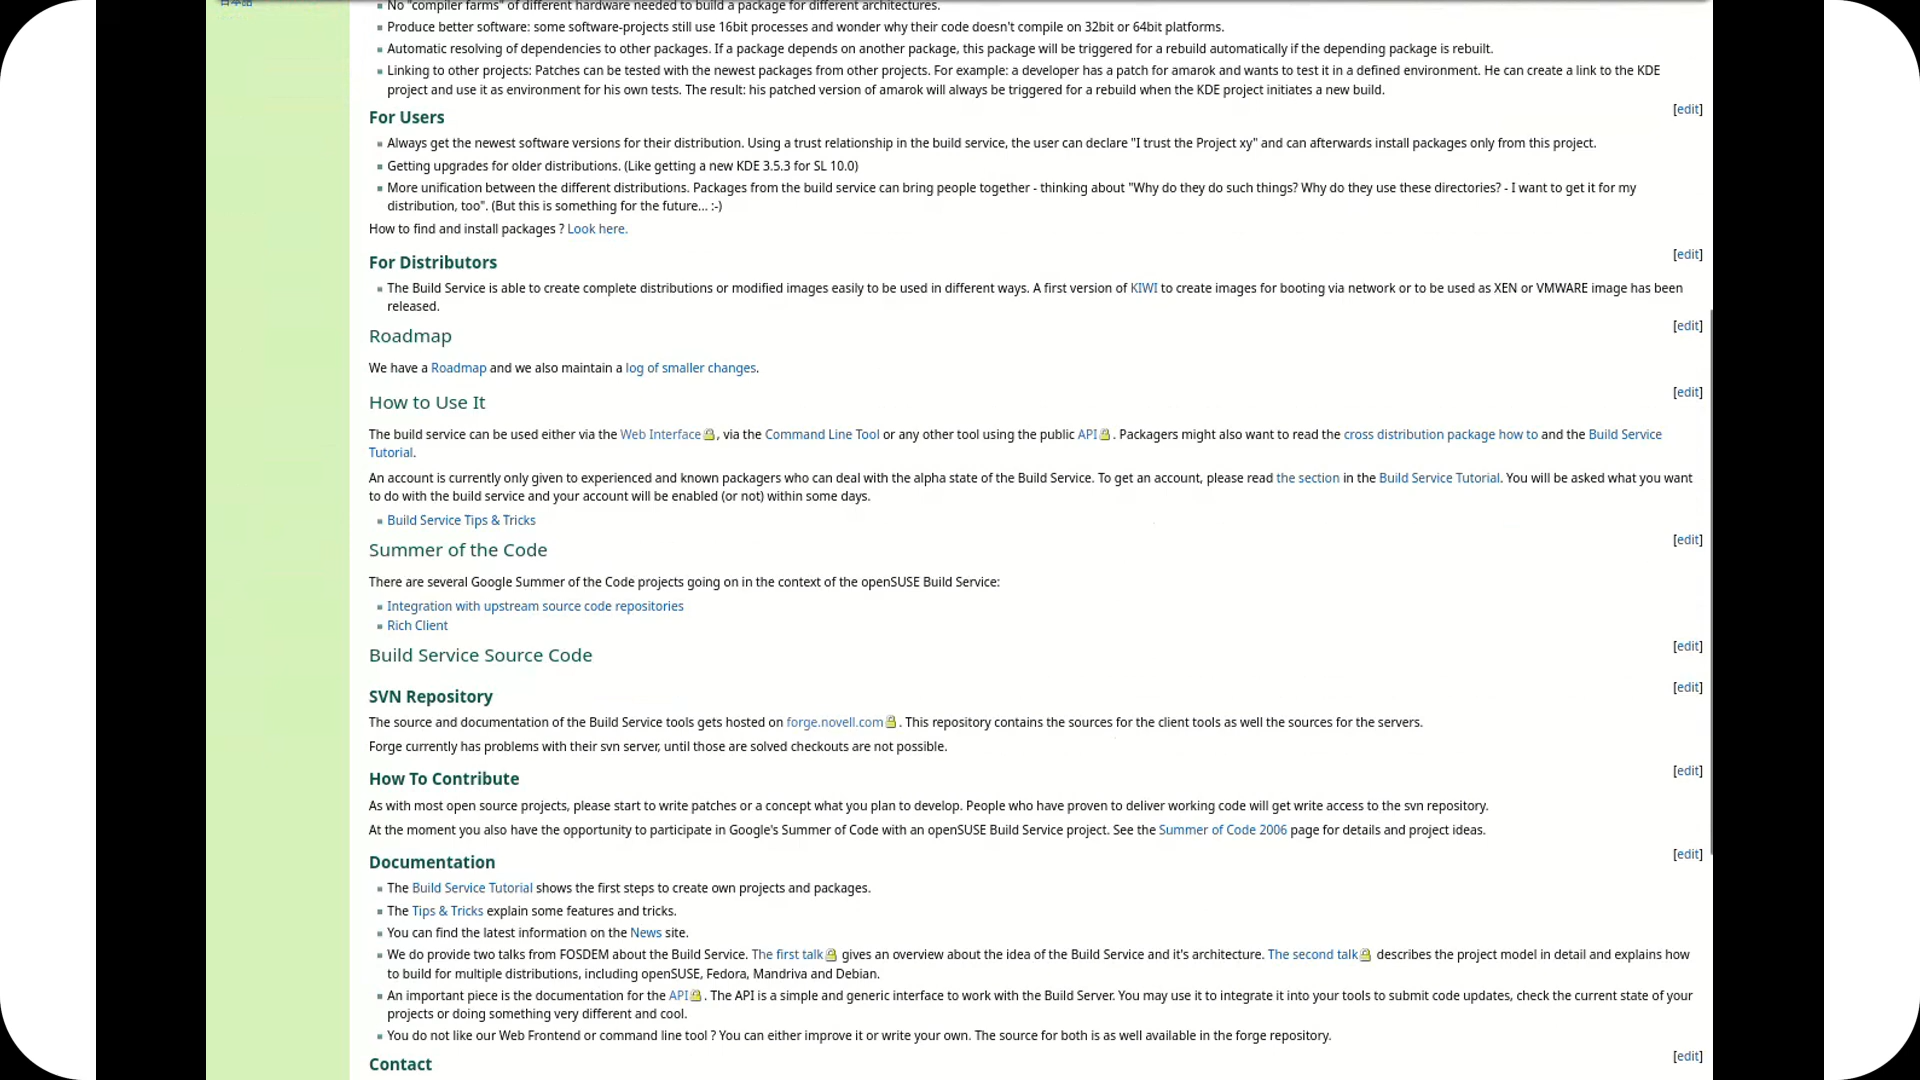 日本語
No "compiler farms" of different hardware needed to build a package for different architectures.
Produce better software: some software-projects still use 16bit processes and wonder why their code doesn't compile on 32bit or 64bit platforms.
Automatic resolving of dependencies to other packages. If a package depends on another package, this package will be triggered for a rebuild automatically if the depending package is rebuilt.
Linking to other projects: Patches can be tested with the newest packages from other projects. For example: a developer has a patch for amarok and wants to test it in a defined environment. He can create a link to the KDE
project and use it as environment for his own tests. The result: his patched version of amarok will always be triggered for a rebuild when the KDE project initiates a new build.
[edit]
For Users
Always get the newest software versions for their distribution. Using a trust relationship in the build service, the user can declare "I trust the Project xy" and can afterwards install packages only from this project.
Getting upgrades for older distributions. (Like getting a new KDE 3.5.3 for SL 10.0)
More unification between the different distributions. Packages from the build service can bring people together - thinking about "Why do they do such things? Why do they use these directories? - I want to get it for my
distribution, too". (But this is something for the future... :-)
How to find and install packages ? Look here.
[edit]
For Distributors
The Build Service is able to create complete distributions or modified images easily to be used in different ways. A first version of KIWI to create images for booting via network or to be used as XEN or VMWARE image has been
released.
[edit]
Roadmap
We have a Roadmap and we also maintain a log of smaller changes.
[edit]
How to Use It
The build service can be used either via the Web Interface, via the Command Line Tool or any other tool using the public API. Packagers might also want to read the cross distribution package how to and the Build Service
Tutorial.
An account is currently only given to experienced and known packagers who can deal with the alpha state of the Build Service. To get an account, please read the section in the Build Service Tutorial. You will be asked what you want
to do with the build service and your account will be enabled (or not) within some days.
Build Service Tips & Tricks
[edit]
Summer of the Code
There are several Google Summer of the Code projects going on in the context of the openSUSE Build Service:
Integration with upstream source code repositories
Rich Client
[edit]
Build Service Source Code
[edit]
SVN Repository
The source and documentation of the Build Service tools gets hosted on forge.novell.com. This repository contains the sources for the client tools as well the sources for the servers.
Forge currently has problems with their svn server, until those are solved checkouts are not possible.
[edit]
How To Contribute
As with most open source projects, please start to write patches or a concept what you plan to develop. People who have proven to deliver working code will get write access to the svn repository.
At the moment you also have the opportunity to participate in Google's Summer of Code with an openSUSE Build Service project. See the Summer of Code 2006 page for details and project ideas.
[edit]
Documentation
The Build Service Tutorial shows the first steps to create own projects and packages.
The Tips & Tricks explain some features and tricks.
You can find the latest information on the News site.
We do provide two talks from FOSDEM about the Build Service. The first talk gives an overview about the idea of the Build Service and it's architecture. The second talk describes the project model in detail and explains how
to build for multiple distributions, including openSUSE, Fedora, Mandriva and Debian.
An important piece is the documentation for the API. The API is a simple and generic interface to work with the Build Server. You may use it to integrate it into your tools to submit code updates, check the current state of your
projects or doing something very different and cool.
You do not like our Web Frontend or command line tool ? You can either improve it or write your own. The source for both is as well available in the forge repository.
[edit]
Contact